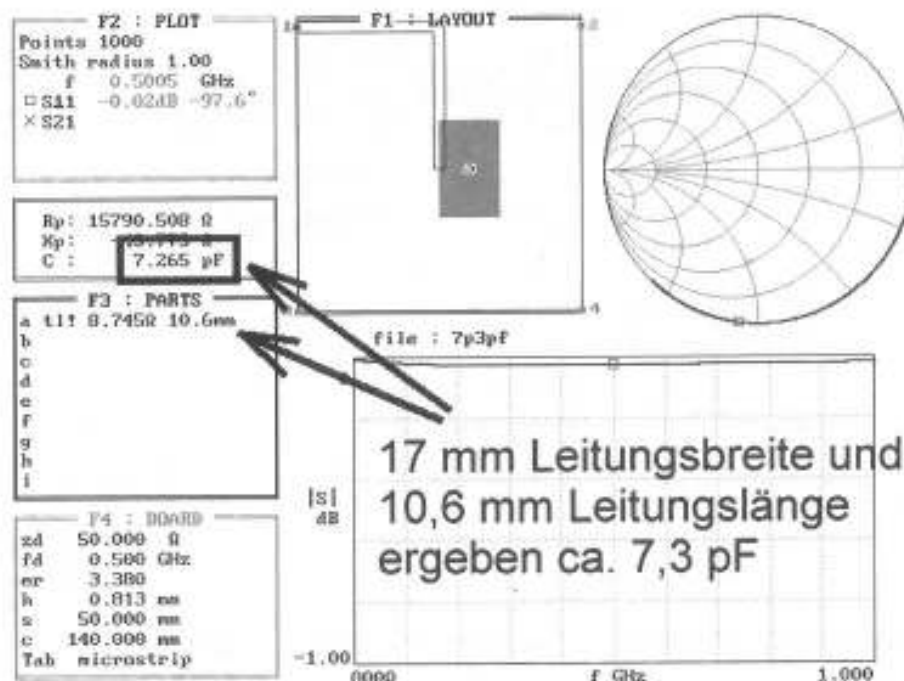 F2 : PLOT
Points 1000
Smith radius 1.00
f 0.5005 GHz
S11 -0.02dB -97.6°
× S21
F1 : LAYOUT
2
4
Rp: 15790.508 Ω
Xp: Ω
C : 7.265 pF
F3 : PARTS
a tl! 8.745Ω 10.6mm
b
c
d
e
f
g
h
i
file : 7p3pf
17 mm Leitungsbreite und
10,6 mm Leitungslänge
ergeben ca. 7,3 pF
|S|
dB
-1.00
0000 f GHz 1.000
F4 : BOARD
zd 50.000 Ω
fd 0.500 GHz
er 3.380
h 0.813 mm
s 50.000 mm
c 140.000 mm
Tab microstrip